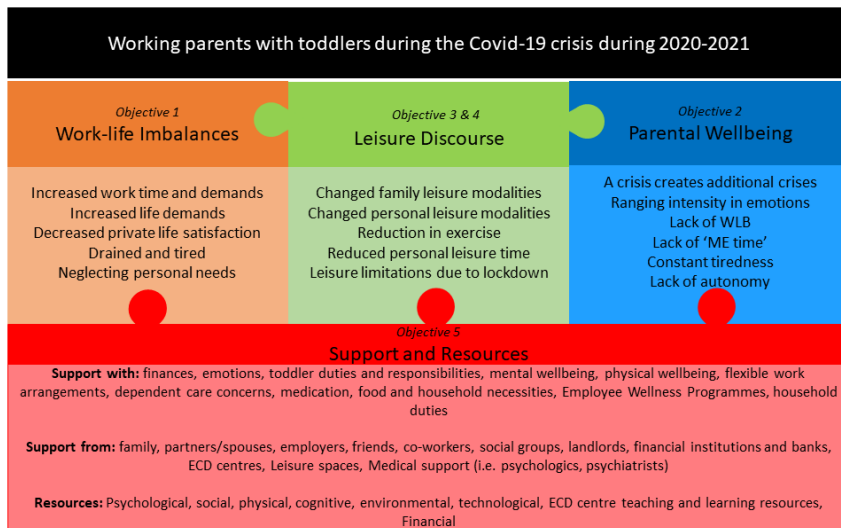 Working parents with toddlers during the Covid-19 crisis during 2020-2021
Objective 1
Work-life Imbalances
Increased work time and demands
Increased life demands
Decreased private life satisfaction
Drained and tired
Neglecting personal needs
Objective 3 & 4
Leisure Discourse
Changed family leisure modalities
Changed personal leisure modalities
Reduction in exercise
Reduced personal leisure time
Leisure limitations due to lockdown
Objective 2
Parental Wellbeing
A crisis creates additional crises
Ranging intensity in emotions
Lack of WLB
Lack of ‘ME time’
Constant tiredness
Lack of autonomy
Objective 5
Support and Resources
Support with: finances, emotions, toddler duties and responsibilities, mental wellbeing, physical wellbeing, flexible work
arrangements, dependent care concerns, medication, food and household necessities, Employee Wellness Programmes, household
duties
Support from: family, partners/spouses, employers, friends, co-workers, social groups, landlords, financial institutions and banks,
ECD centres, Leisure spaces, Medical support (i.e. psychologics, psychiatrists)
Resources: Psychological, social, physical, cognitive, environmental, technological, ECD centre teaching and learning resources,
Financial